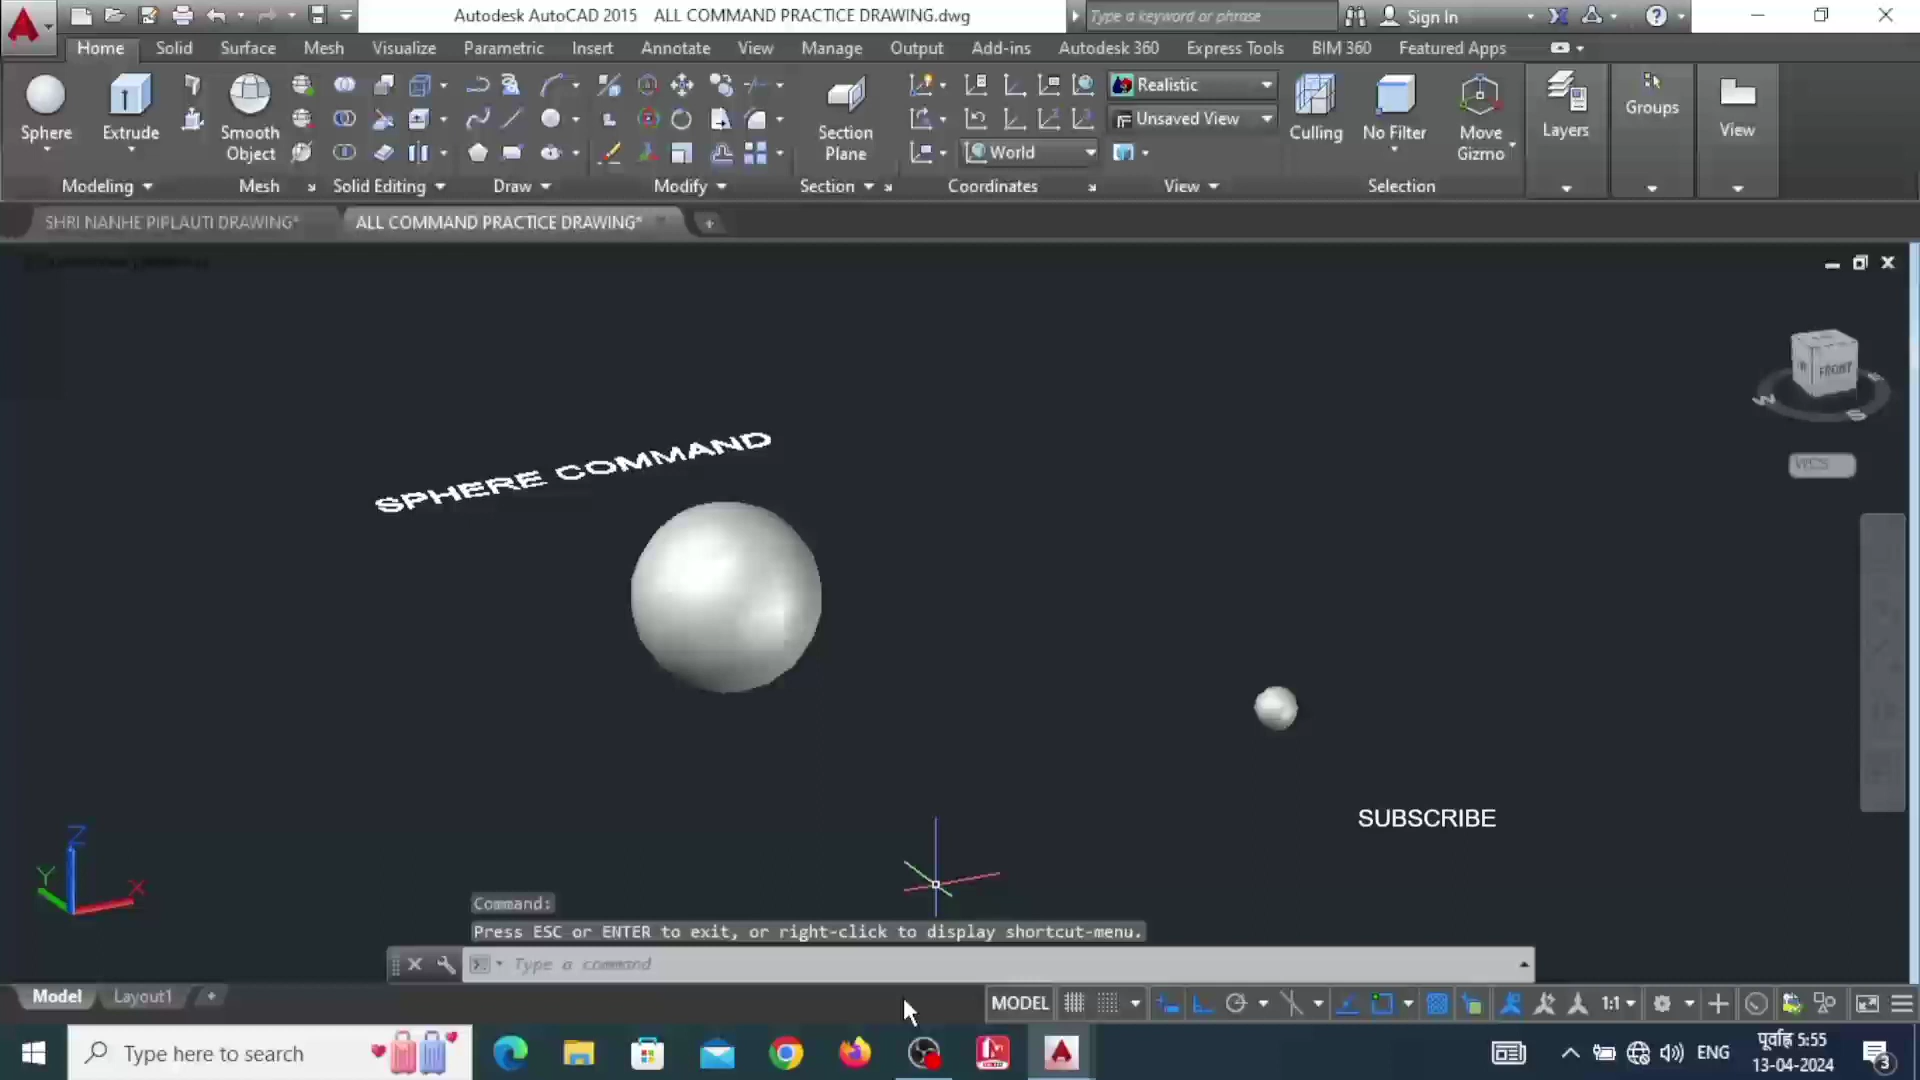 Autodesk AutoCAD 2015 ALL COMMAND PRACTICE DRAWING.dwg
Type a keyword or phrase
Sign In
Home Solid Surface Mesh Visualize Parametric Insert Annotate View Manage Output Add-ins Autodesk 360 Express Tools BIM 360 Featured Apps
Sphere
Extrude
Smooth
Object
Section
Plane
World
Realistic
Unsaved View
Culling
No Filter
Move
Gizmo
Layers
Groups
View
Modeling Mesh Solid Editing Draw Modify Section Coordinates View Selection
SHRI NANHE PIPLAUTI DRAWING*
ALL COMMAND PRACTICE DRAWING*
FRONT
W
S
WCS
SPHERE COMMAND
SUBSCRIBE
Z
Y
X
Command:
Press ESC or ENTER to exit, or right-click to display shortcut-menu.
Type a command
Model Layout1
MODEL
1:1
Type here to search
ENG
पूर्वाह्न 5:55
13-04-2024
3